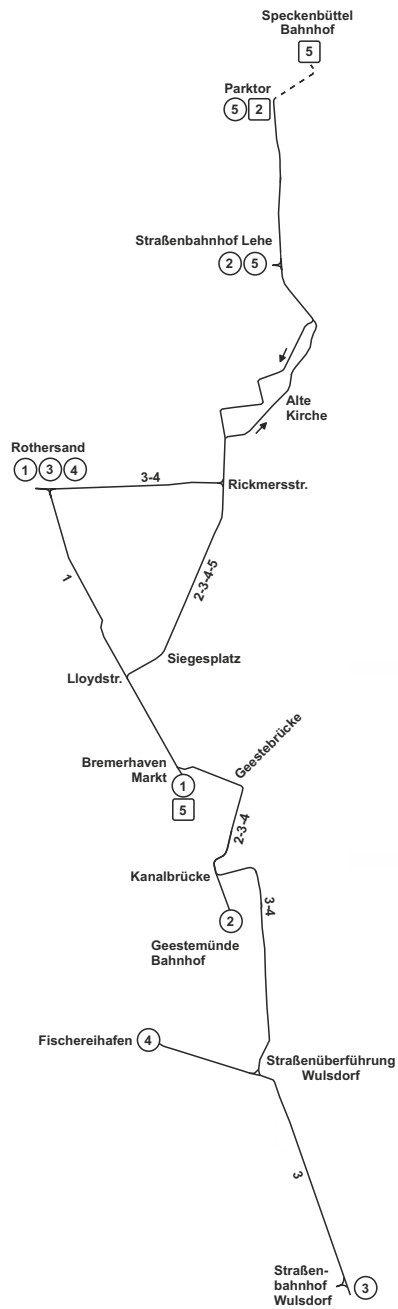 Speckenbüttel
Bahnhof
5
Parktor
5 2
Straßenbahnhof Lehe
2 5
Alte
Kirche
Rothersand
1 3 4
3-4
Rickmersstr.
1
2-3-4-5
Siegesplatz
Lloydstr.
Geestebrücke
Bremerhaven
Markt
1
5
2-3-4
Kanalbrücke
3-4
2
Geestemünde
Bahnhof
Fischereihafen 4
Straßenüberführung
Wulsdorf
3
Straßen-
bahnhof
Wulsdorf
3